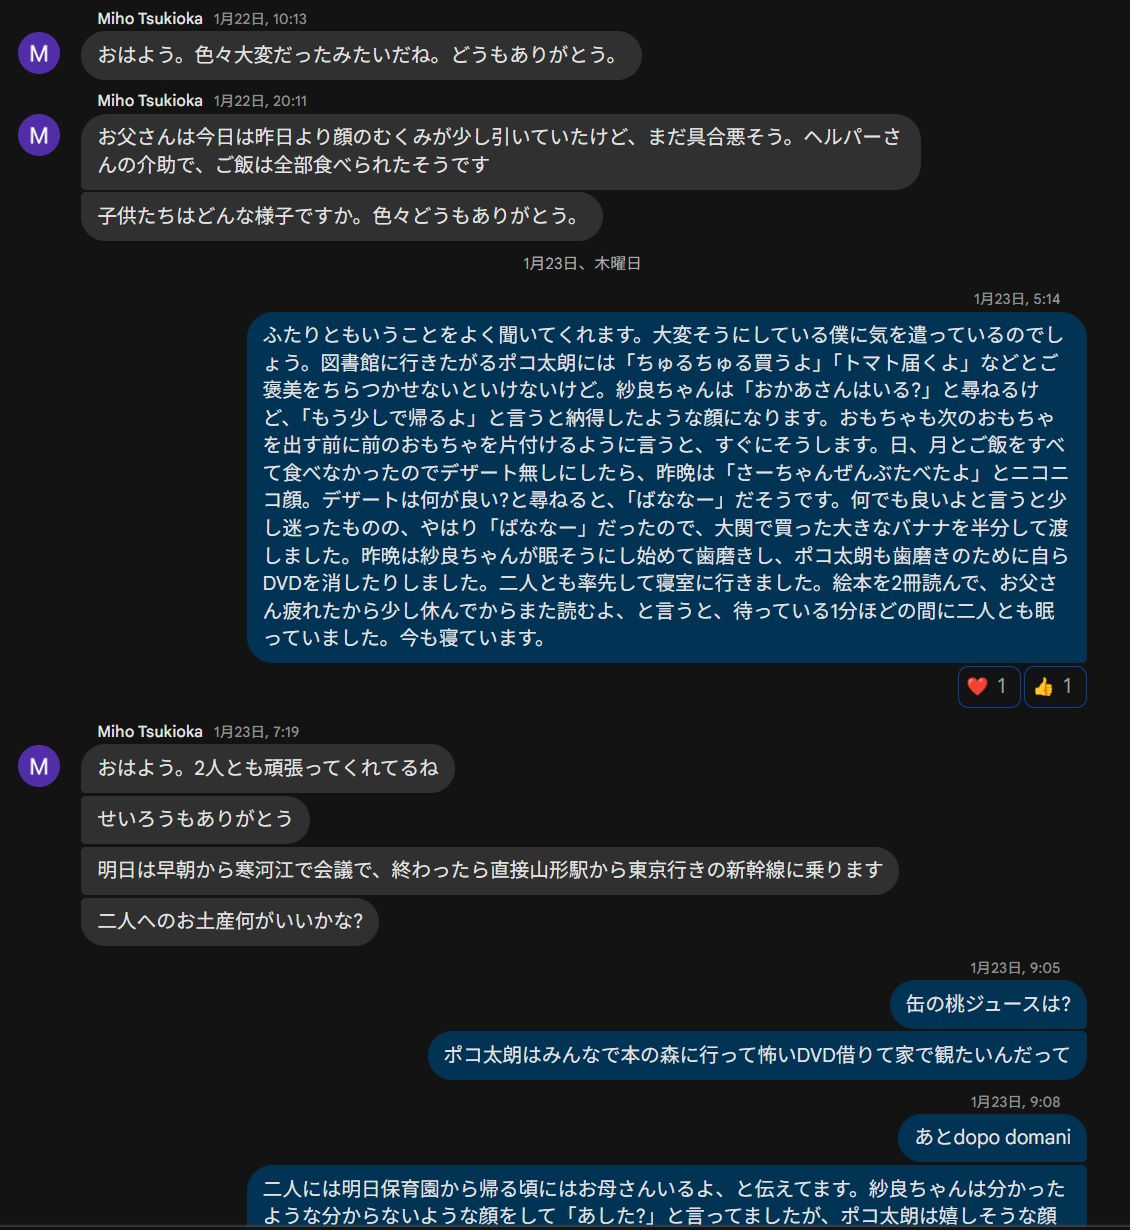 Miho Tsukioka 1月22日, 10:13
M
おはよう。色々大変だったみたいだね。どうもありがとう。
Miho Tsukioka 1月22日, 20:11
M
お父さんは今日は昨日より顔のむくみが少し引いていたけど、まだ具合悪そう。ヘルパーさ
んの介助で、ご飯は全部食べられたそうです
子供たちはどんな様子ですか。色々どうもありがとう。
1月23日、木曜日
1月23日, 5:14
ふたりともいうことをよく聞いてくれます。大変そうにしている僕に気を遣っているのでし
ょう。図書館に行きたがるポコ太朗には「ちゅるちゅる買うよ」「トマト届くよ」などとご
褒美をちらつかせないといけないけど。紗良ちゃんは「おかあさんはいる?」と尋ねるけ
ど、「もう少しで帰るよ」と言うと納得したような顔になります。おもちゃも次のおもちゃ
を出す前に前のおもちゃを片付けるように言うと、すぐにそうします。日、月とご飯をすべ
て食べなかったのでデザート無しにしたら、昨晩は「さーちゃんぜんぶたべたよ」とニコニ
コ顔。デザートは何が良い?と尋ねると、「ばななー」だそうです。何でも良いよと言うと少
し迷ったものの、やはり「ばななー」だったので、大関で買った大きなバナナを半分して渡
しました。昨晩は紗良ちゃんが眠そうにし始めて歯磨きし、ポコ太朗も歯磨きのために自ら
DVDを消したりしました。二人とも率先して寝室に行きました。絵本を2冊読んで、お父さ
ん疲れたから少し休んでからまた読むよ、と言うと、待っている1分ほどの間に二人とも眠
っていました。今も寝ています。
❤️ 1 👍 1
Miho Tsukioka 1月23日, 7:19
M
おはよう。2人とも頑張ってくれてるね
せいろうもありがとう
明日は早朝から寒河江で会議で、終わったら直接山形駅から東京行きの新幹線に乗ります
二人へのお土産何がいいかな?
1月23日, 9:05
缶の桃ジュースは?
ポコ太朗はみんなで本の森に行って怖いDVD借りて家で観たいんだって
1月23日, 9:08
あとdopo domani
二人には明日保育園から帰る頃にはお母さんいるよ、と伝えてます。紗良ちゃんは分かった
ような分からないような顔をして「あした?」と言ってましたが、ポコ太朗は嬉しそうな顔